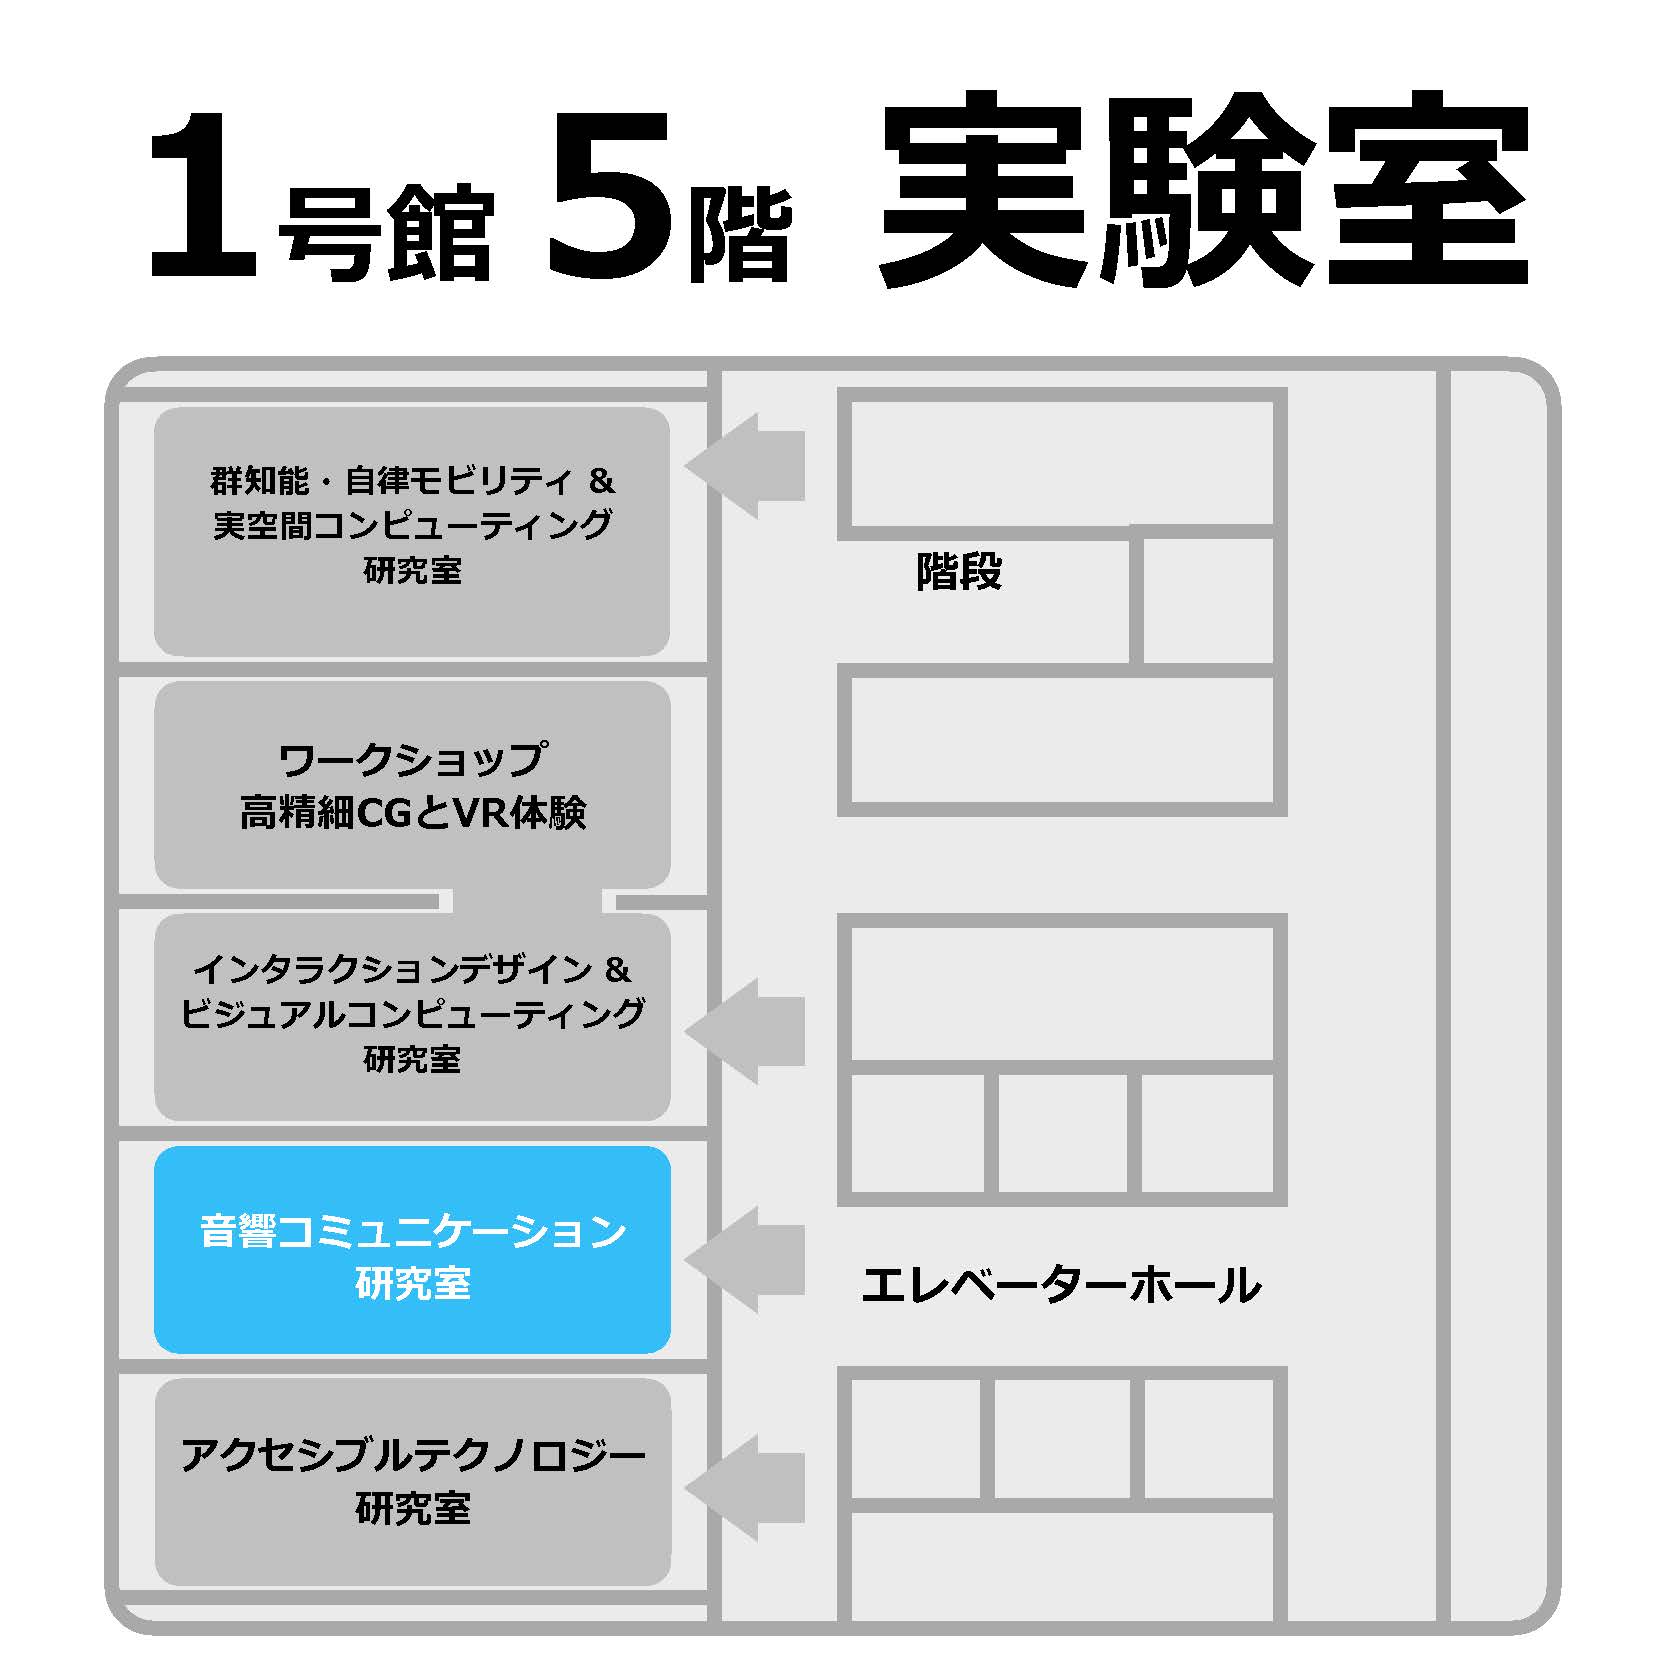 1号館 5階 実験室
群知能・自律モビリティ &
実空間コンピューティング
研究室
階段
ワークショップ
高精細CGとVR体験
インタラクションデザイン &
ビジュアルコンピューティング
研究室
音響コミュニケーション
研究室
エレベーターホール
アクセシブルテクノロジー
研究室